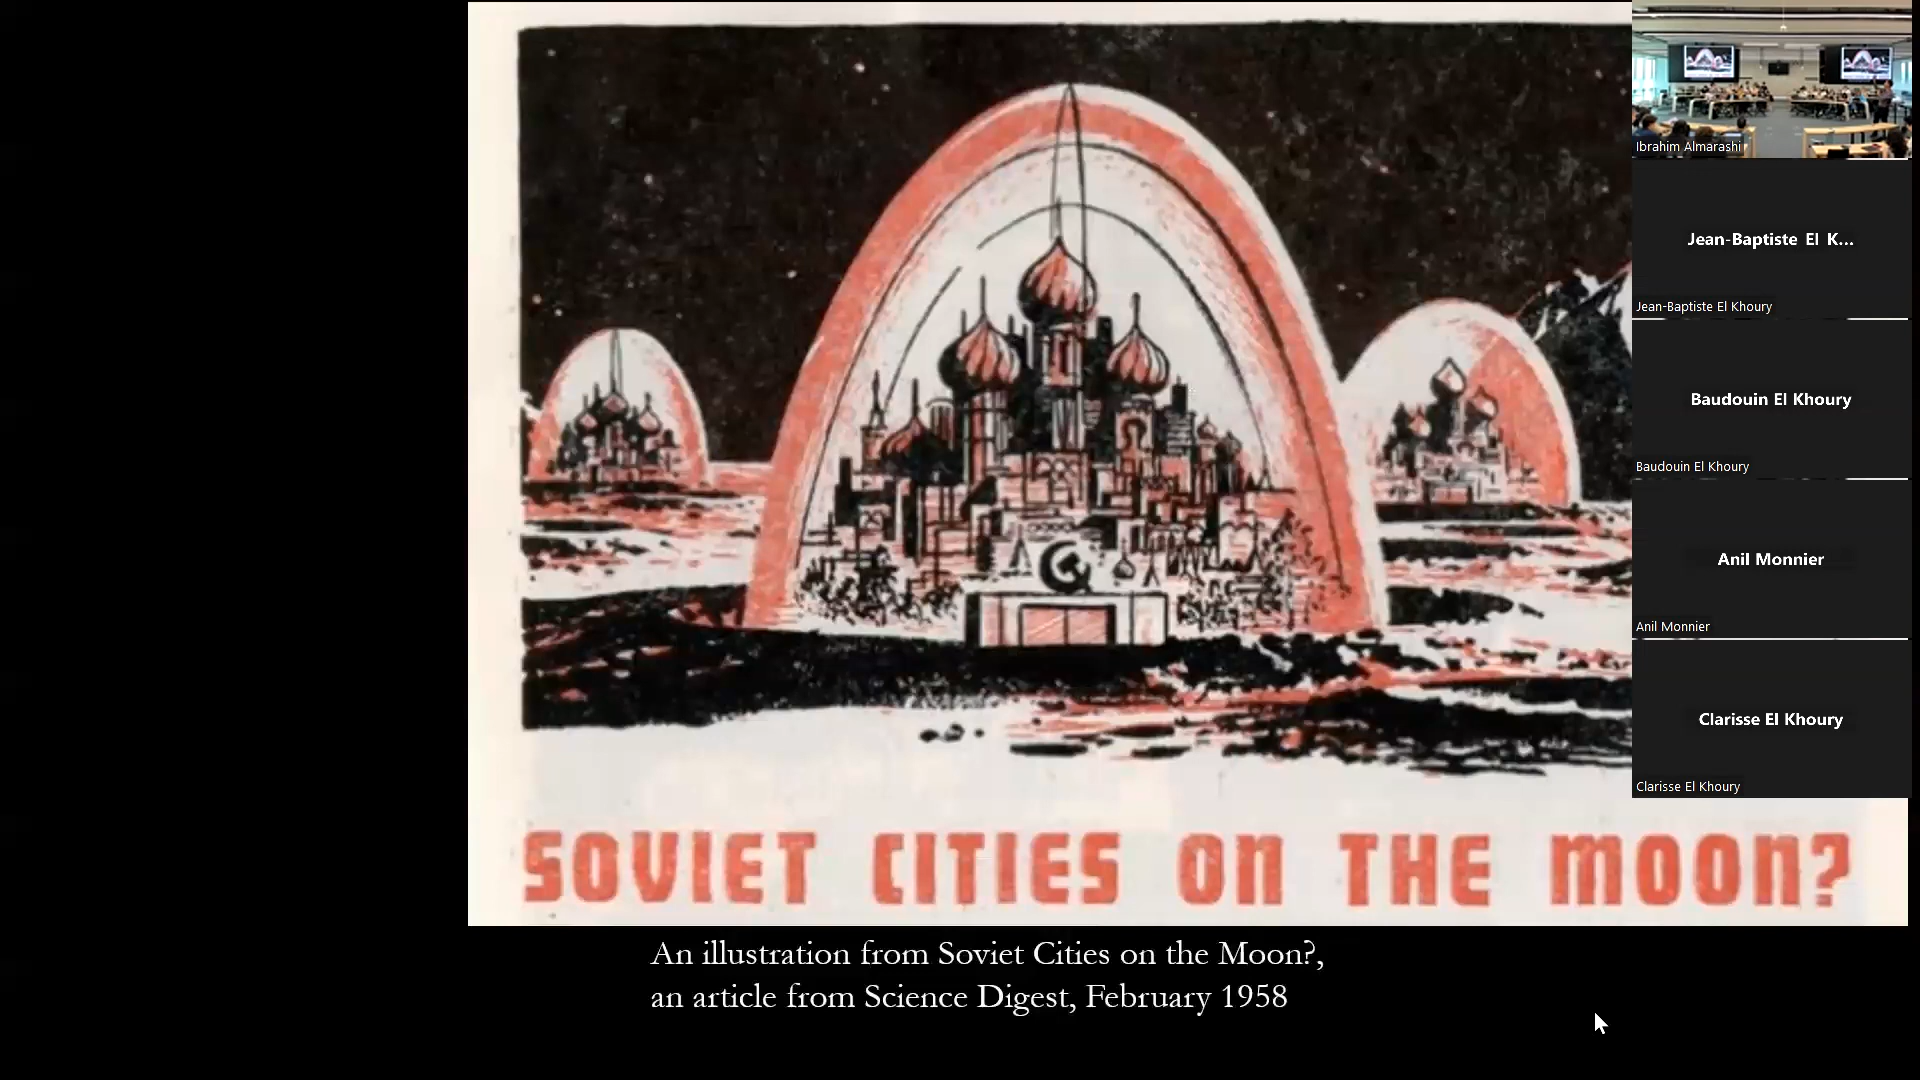 SOVIET CITIES ON THE MOON?
An illustration from Soviet Cities on the Moon?,
an article from Science Digest, February 1958
Ibrahim Almarashi
Jean-Baptiste El K...
Jean-Baptiste El Khoury
Baudouin El Khoury
Baudouin El Khoury
Anil Monnier
Anil Monnier
Clarisse El Khoury
Clarisse El Khoury